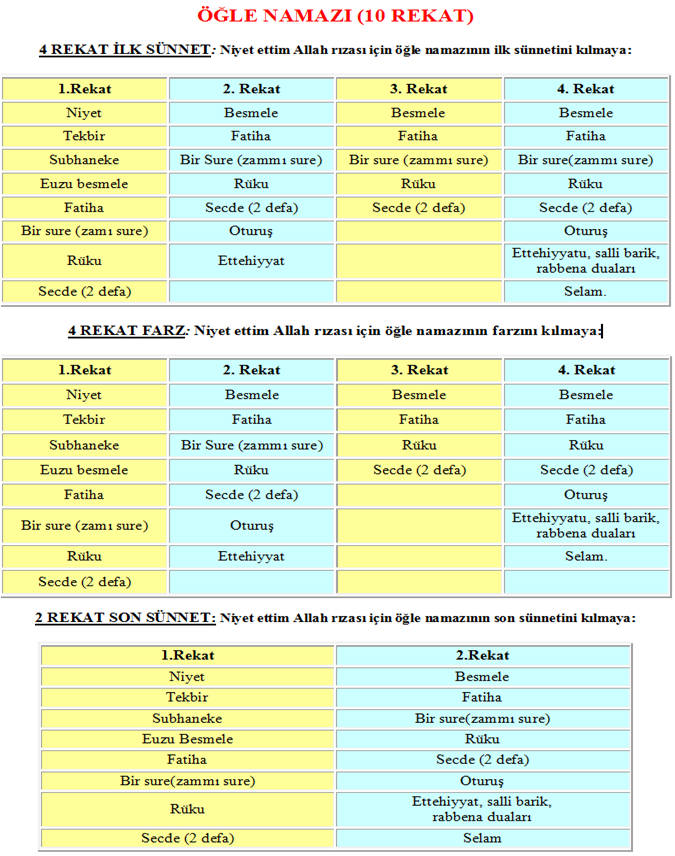 ÖĞLE NAMAZI (10 REKAT)
4 REKAT İLK SÜNNET: Niyet ettim Allah rızası için öğle namazının ilk sünnetini kılmaya:
1.Rekat 2. Rekat 3. Rekat 4. Rekat
Niyet Besmele Besmele Besmele
Tekbir Fatiha Fatiha Fatiha
Subhaneke Bir Sure (zammı sure) Bir Sure (zammı sure) Bir sure(zammı sure)
Euzu besmele Rüku Rüku Rüku
Fatiha Secde (2 defa) Secde (2 defa) Secde (2 defa)
Bir sure (zamı sure) Oturuş Oturuş
Rüku Ettehiyyat Ettehiyyatu, salli barik,
rabbena duaları
Secde (2 defa) Selam.
4 REKAT FARZ: Niyet ettim Allah rızası için öğle namazının farzını kılmaya:
1.Rekat 2. Rekat 3. Rekat 4. Rekat
Niyet Besmele Besmele Besmele
Tekbir Fatiha Fatiha Fatiha
Subhaneke Bir Sure (zammı sure) Rüku Rüku
Euzu besmele Rüku Secde (2 defa) Secde (2 defa)
Fatiha Secde (2 defa) Oturuş
Bir sure (zamı sure) Oturuş Ettehiyyatu, salli barik,
rabbena duaları
Rüku Ettehiyyat Selam.
Secde (2 defa)
2 REKAT SON SÜNNET: Niyet ettim Allah rızası için öğle namazının son sünnetini kılmaya:
1.Rekat 2.Rekat
Niyet Besmele
Tekbir Fatiha
Subhaneke Bir sure(zammı sure)
Euzu Besmele Rüku
Fatiha Secde (2 defa)
Bir sure(zammı sure) Oturuş
Rüku Ettehiyyat, salli barik,
rabbena duaları
Secde (2 defa) Selam